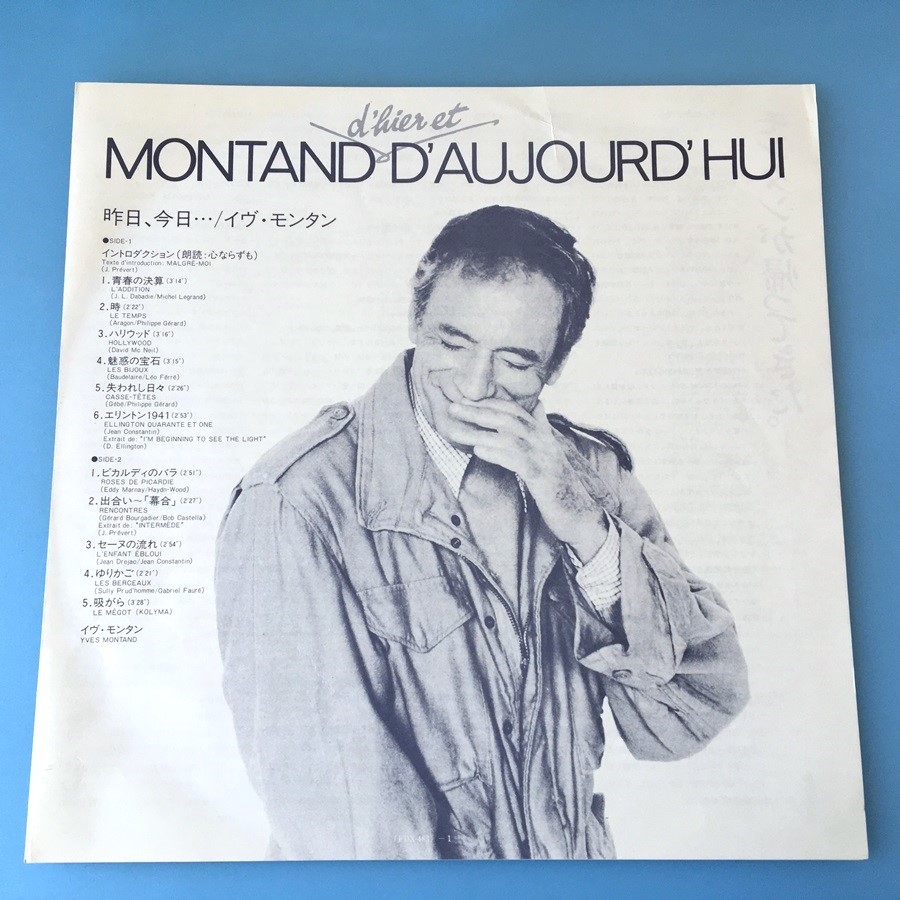 d'hier et
MONTAND D'AUJOURD'HUI
昨日、今日…/イヴ・モンタン
●SIDE-1
イントロダクション(朗読:心ならずも)
Texte d'introduction: MALGRÉ-MOI
(J. Prévert)
1.青春の決算(3'14")
L'ADDITION
(J. L. Dabadie/Michel Legrand)
2.時(2'22")
LE TEMPS
(Aragon/Philippe Gérard)
3.ハリウッド(3'16")
HOLLYWOOD
(David Mc Neil)
4.魅惑の宝石(3'15")
LES BIJOUX
(Baudelaire/Léo Ferré)
5.失われし日々(2'26")
CASSE-TÊTES
(Gébé/Philippe Gérard)
6.エリントン1941(2'53")
ELLINGTON QUARANTE ET ONE
(Jean Constantin)
Extrait de: "I'M BEGINNING TO SEE THE LIGHT"
(D. Ellington)
●SIDE-2
1.ピカルディのバラ(2'51")
ROSES DE PICARDIE
(Eddy Marnay/Haydn-Wood)
2.出合い〜「幕合」(2'27")
RENCONTRES
(Gérard Bourgadier/Bob Castella)
Extrait de: "INTERMÈDE"
(J. Prévert)
3.セーヌの流れ(2'54")
L'ENFANT ÉBLOUI
(Jean Drejac/Jean Constantin)
4.ゆりかご(2'21")
LES BERCEAUX
(Sully Prud'homme/Gabriel Fauré)
5.吸がら(3'28")
LE MÉGOT (KOLYMA)
イヴ・モンタン
YVES MONTAND